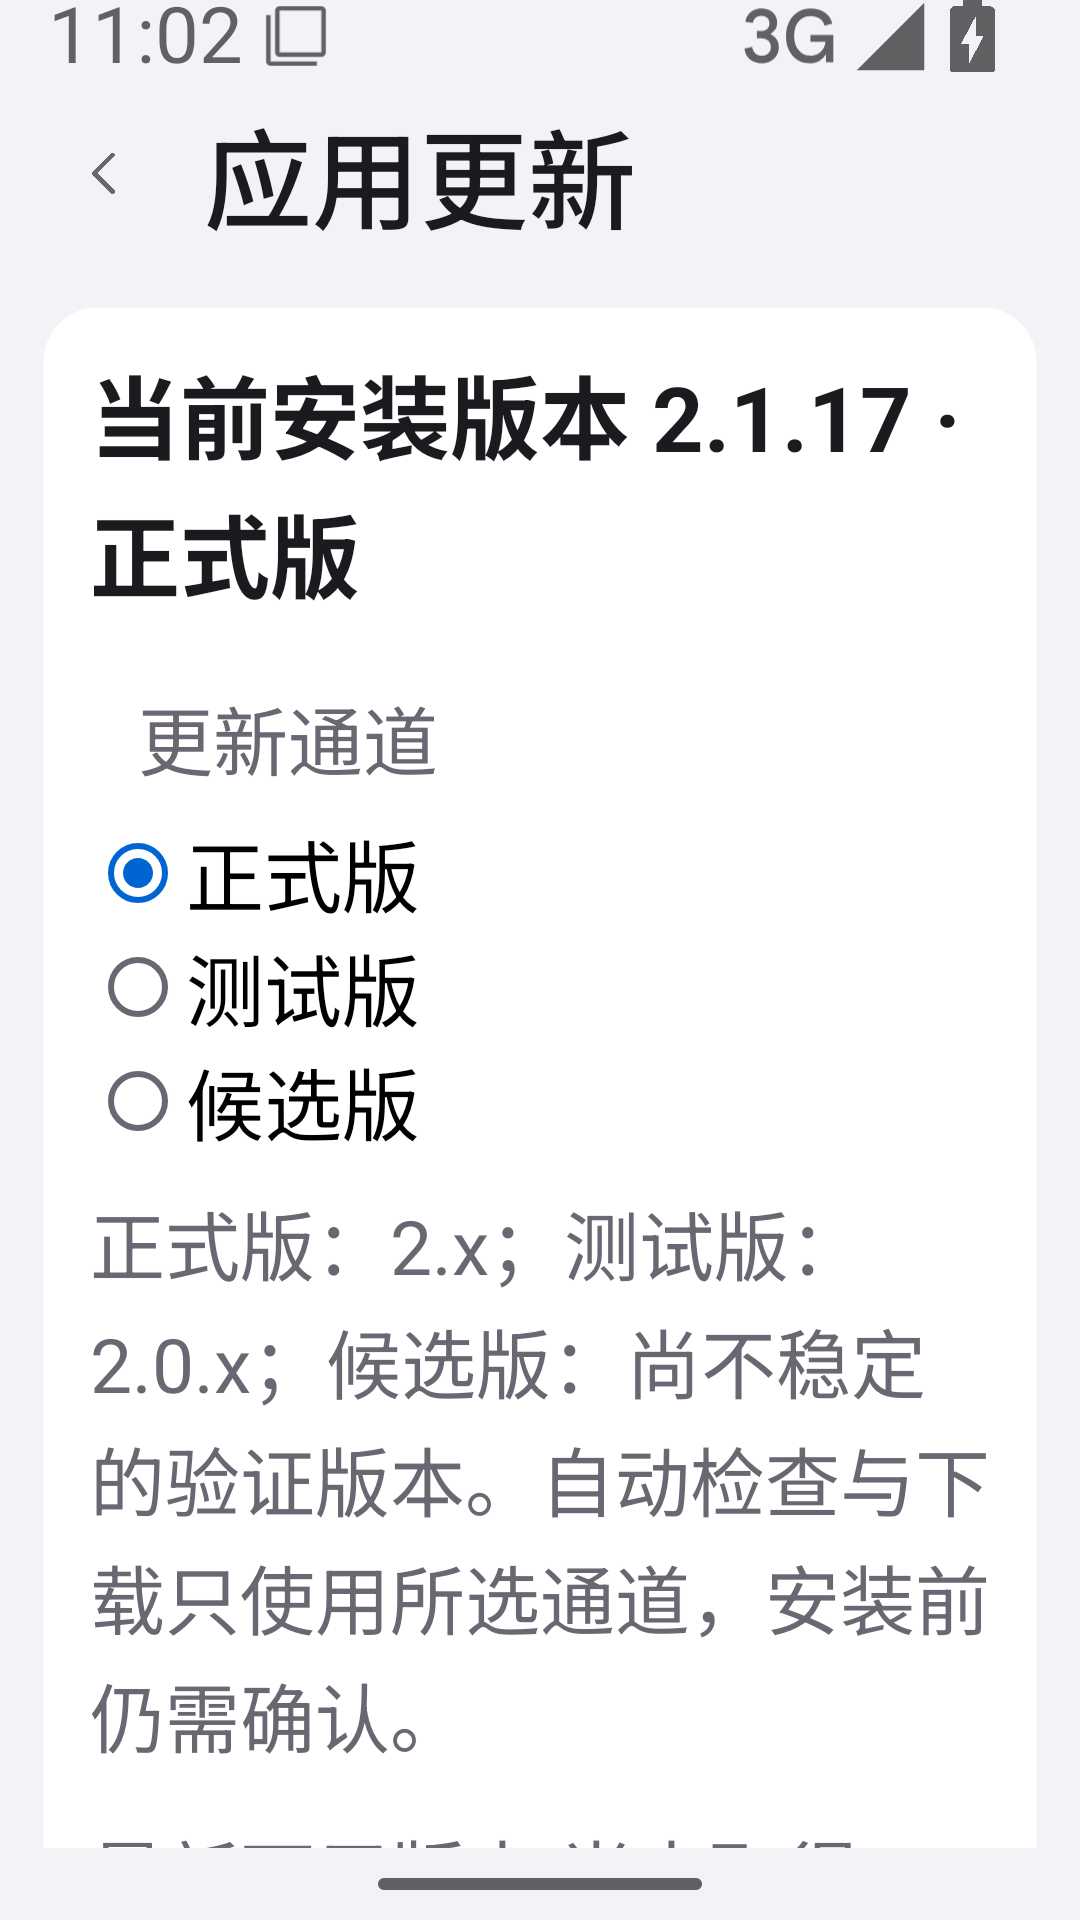 11:02
3G
应用更新
当前安装版本 2.1.17 ·
正式版
更新通道
正式版
测试版
候选版
正式版：2.x；测试版：
2.0.x；候选版：尚不稳定
的验证版本。自动检查与下
载只使用所选通道，安装前
仍需确认。